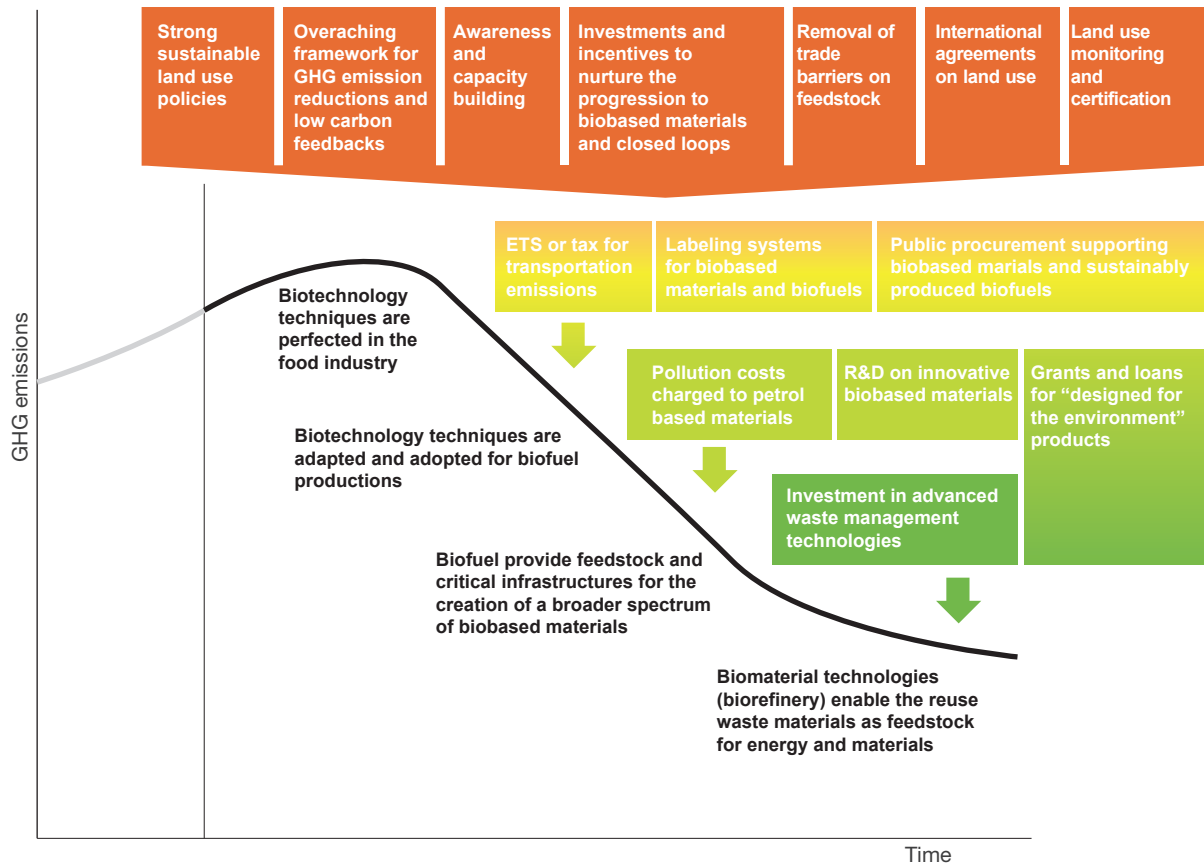 Strong
sustainable
land use
policies
Overaching
framework for
GHG emission
reductions and
low carbon
feedbacks
Awareness
and
capacity
building
Investments and
incentives to
nurture the
progression to
biobased materials
and closed loops
Removal of
trade
barriers on
feedstock
International
agreements
on land use
Land use
monitoring
and
certification
ETS or tax for
transportation
emissions
Labeling systems
for biobased
materials and biofuels
Public procurement supporting
biobased marials and sustainably
produced biofuels
Biotechnology
techniques are
perfected in the
food industry
Pollution costs
charged to petrol
based materials
R&D on innovative
biobased materials
Grants and loans
for “designed for
the environment”
products
Biotechnology techniques are
adapted and adopted for biofuel
productions
Investment in advanced
waste management
technologies
Biofuel provide feedstock and
critical infrastructures for the
creation of a broader spectrum
of biobased materials
Biomaterial technologies
(biorefinery) enable the reuse
waste materials as feedstock
for energy and materials
GHG emissions
Time